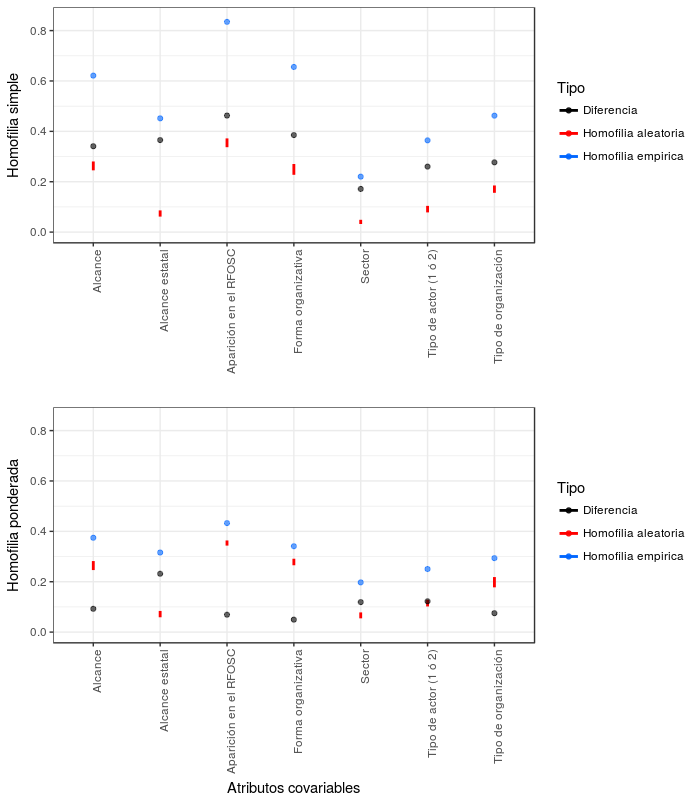 Homofilia simple
0.8
0.6
0.4
0.2
0.0
Alcance
Alcance estatal
Aparición en el RFOSC
Forma organizativa
Sector
Tipo de actor (1 ó 2)
Tipo de organización
Tipo
Diferencia
Homofilia aleatoria
Homofilia empirica
Homofilia ponderada
0.8
0.6
0.4
0.2
0.0
Alcance
Alcance estatal
Aparición en el RFOSC
Forma organizativa
Sector
Tipo de actor (1 ó 2)
Tipo de organización
Atributos covariables
Tipo
Diferencia
Homofilia aleatoria
Homofilia empirica